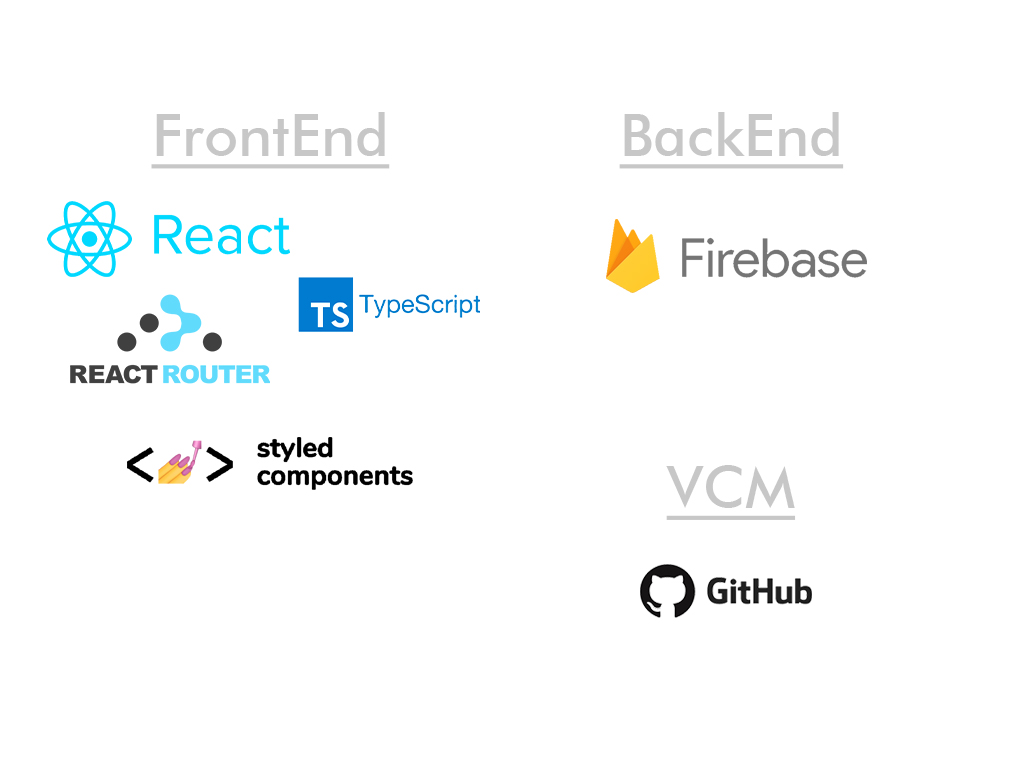 FrontEnd
React
TS TypeScript
REACT ROUTER
< > styled
components
BackEnd
Firebase
VCM
GitHub